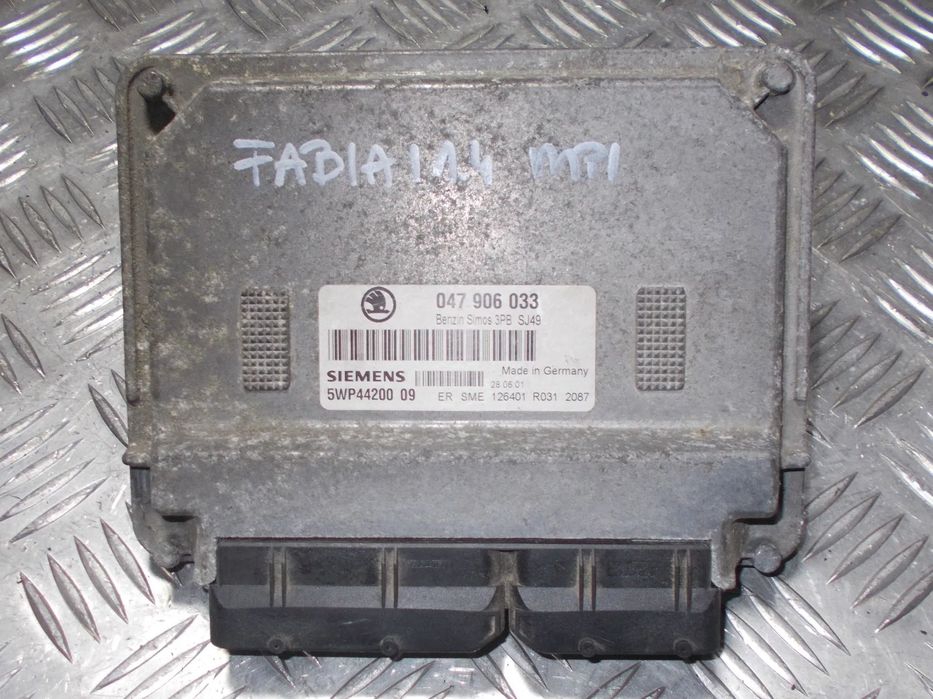 FABIA 1.4 MPI
047 906 033
Benzin Simos 3PB SJ49
Made in Germany
SIEMENS
28.06.01
5WP44200 09 ER SME 126401 R031 2087